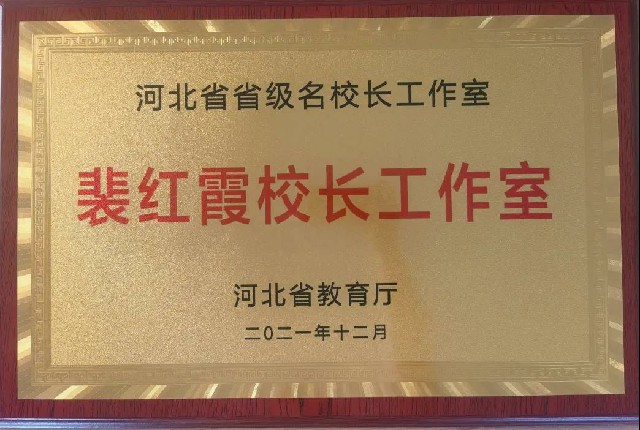 河北省省级名校长工作室
裴红霞校长工作室
河北省教育厅
二〇二一年十二月